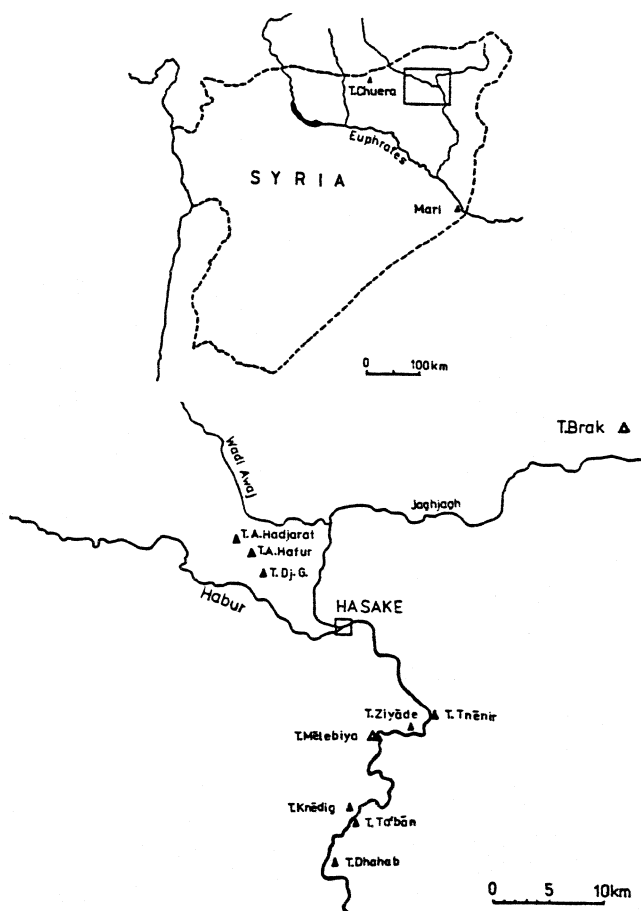 T.Chuera
Euphrates
SYRIA
Mari
0 100km
T.Brak
Wadi Awaj
Jaghjagh
T.A.Hadjarat
T.A.Hafur
T.Dj-G.
Habur
HASAKE
T.Ziyāde
T.Tnēnir
T.Mēlebiya
T.Knēdig
T.Ta'bān
T.Dhahab
0 5 10km